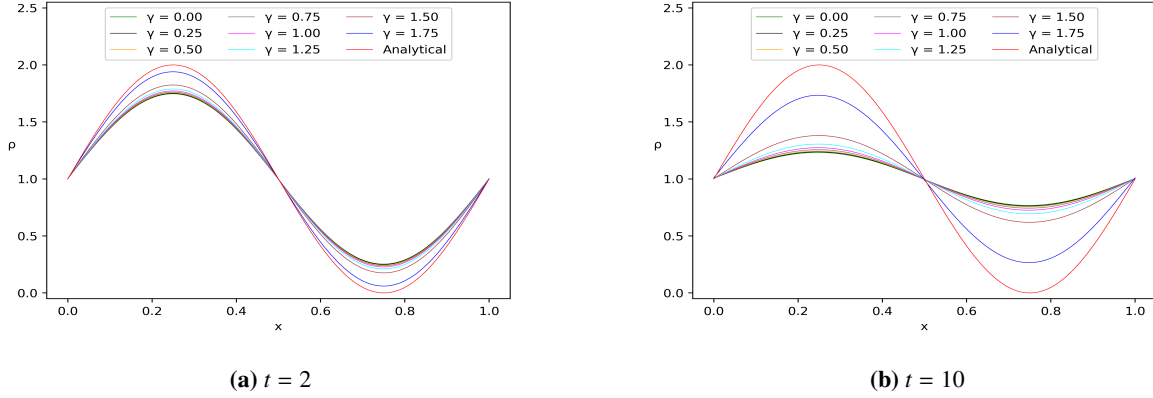 2.5
γ = 0.00 γ = 0.75 γ = 1.50
γ = 0.25 γ = 1.00 γ = 1.75
γ = 0.50 γ = 1.25 Analytical
2.0
1.5
ρ
1.0
0.5
0.0
0.0 0.2 0.4 0.6 0.8 1.0
x
(a) t = 2
2.5
γ = 0.00 γ = 0.75 γ = 1.50
γ = 0.25 γ = 1.00 γ = 1.75
γ = 0.50 γ = 1.25 Analytical
2.0
1.5
ρ
1.0
0.5
0.0
0.0 0.2 0.4 0.6 0.8 1.0
x
(b) t = 10